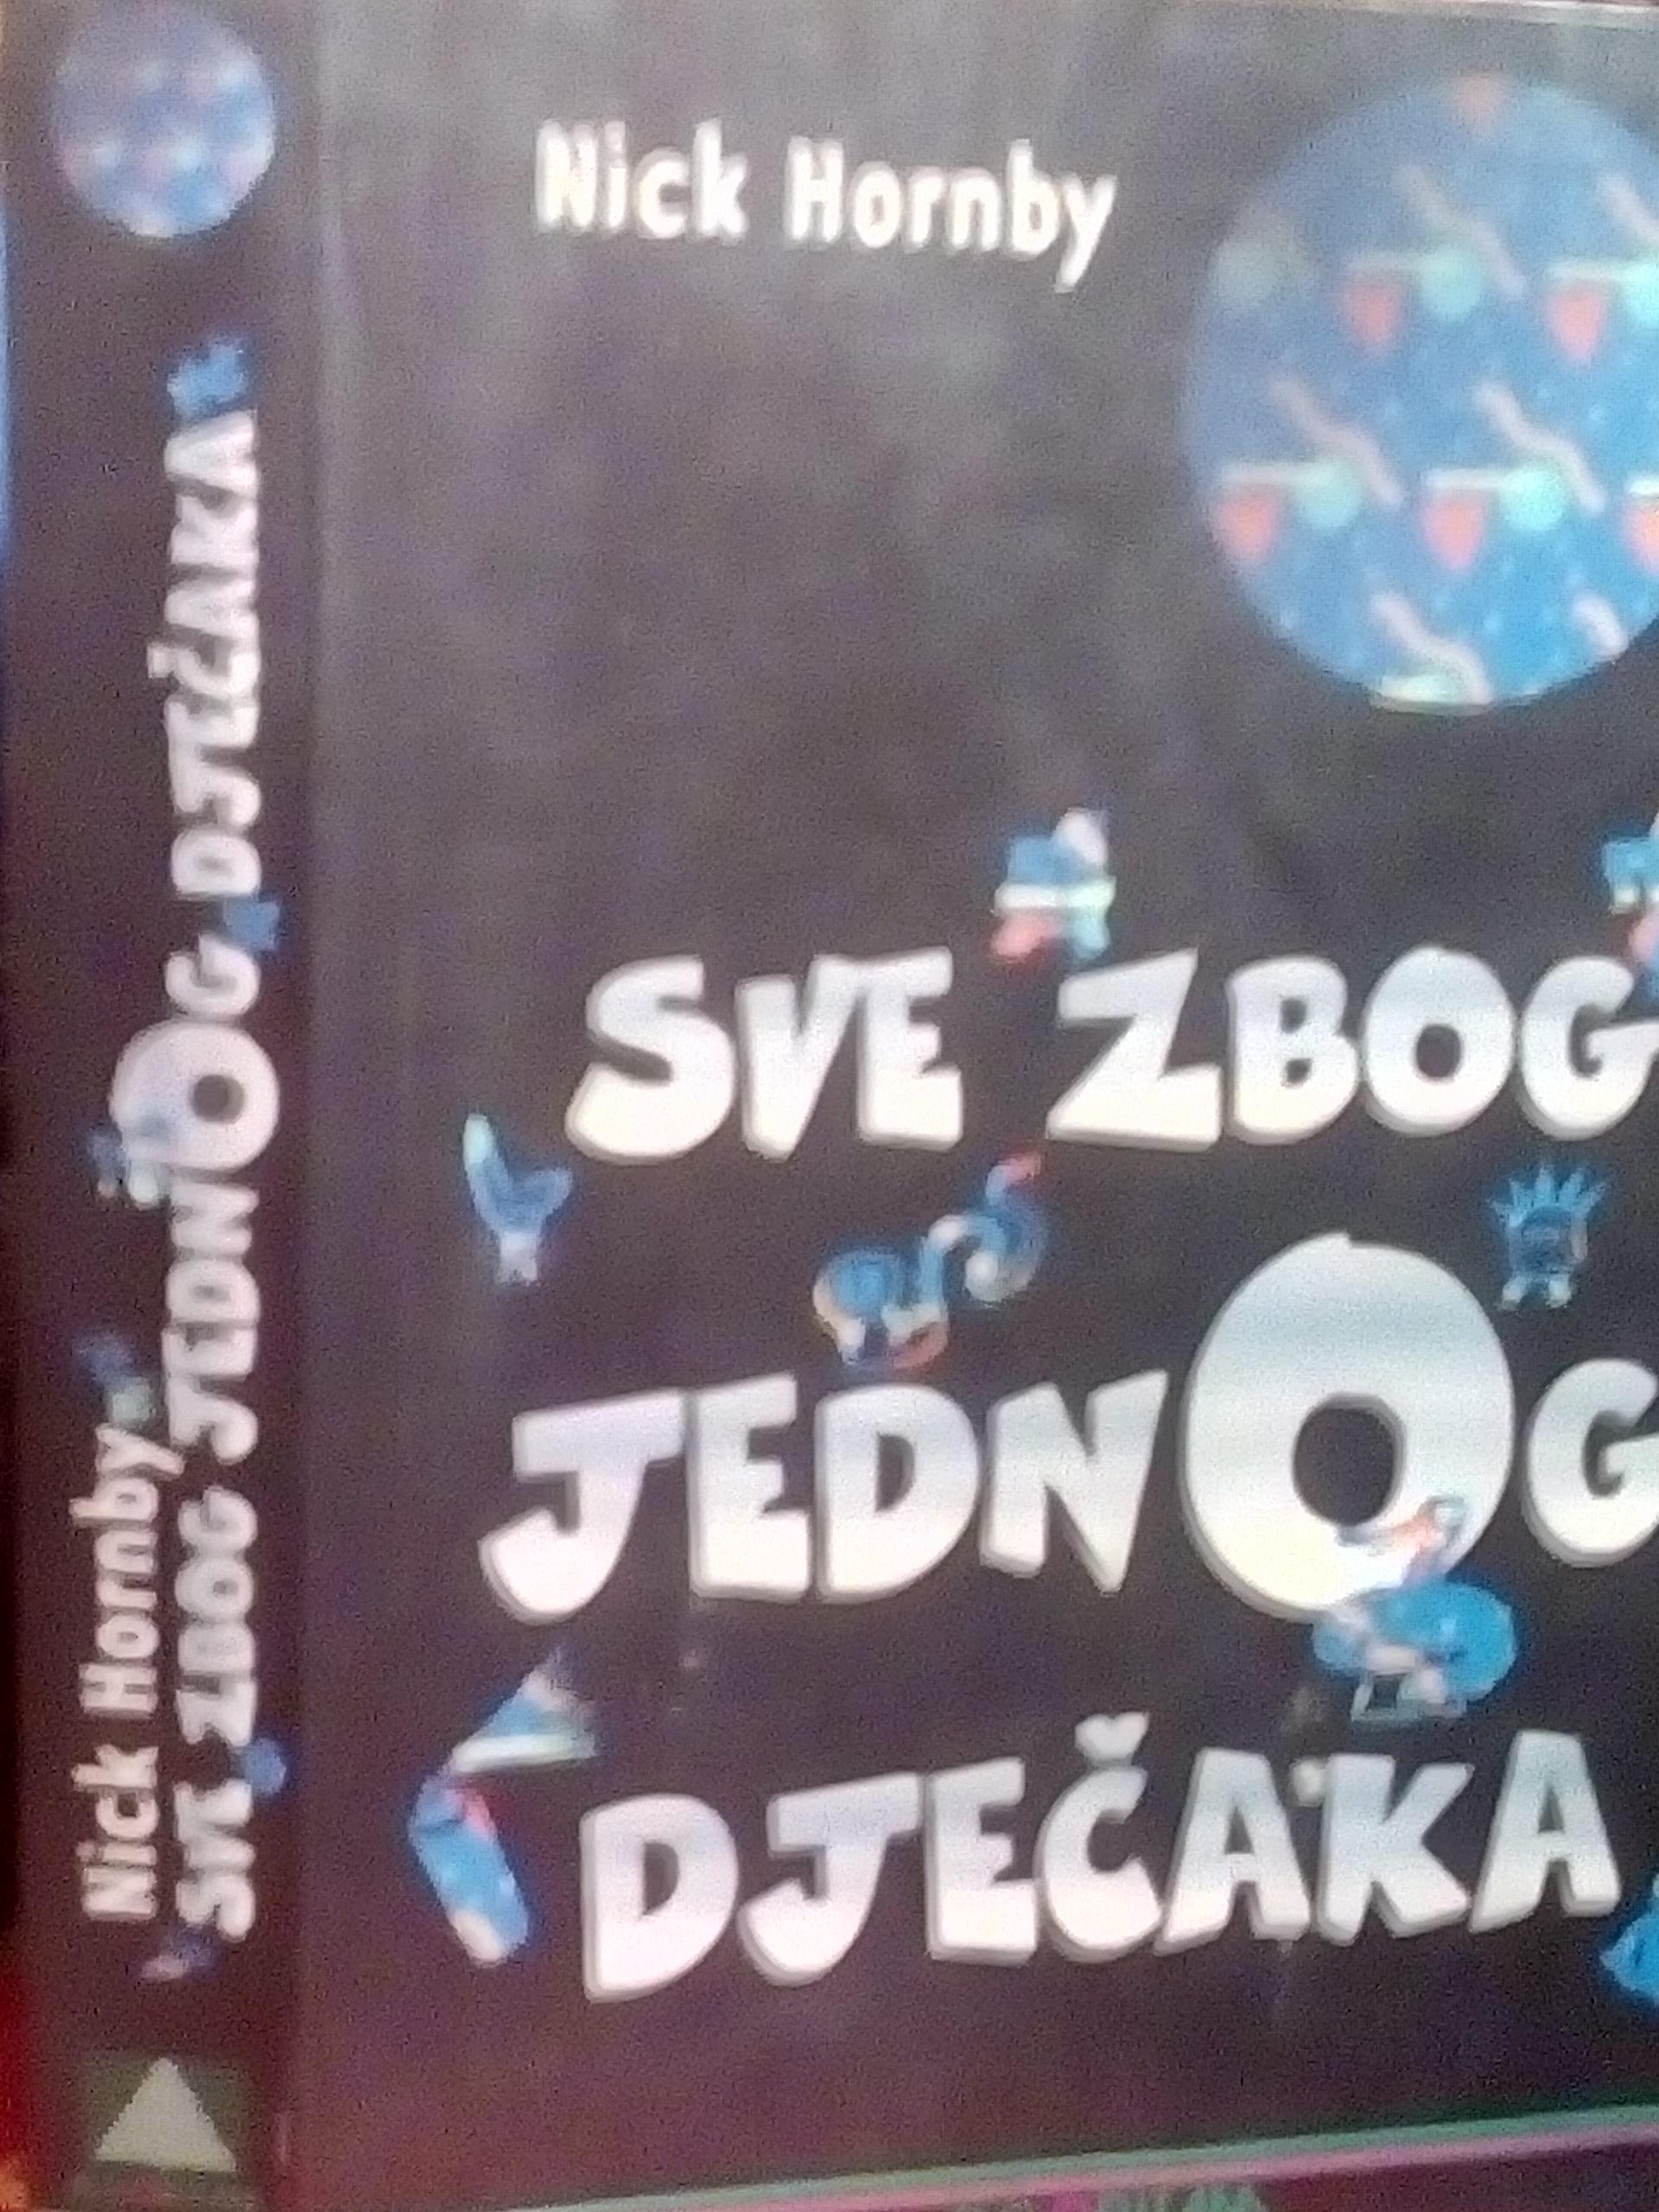 Nick Hornby
SVE ZBOG JEDNOG DJEČAKA
Nick Hornby
SVE ZBOG
JEDNOG
DJEČAKA